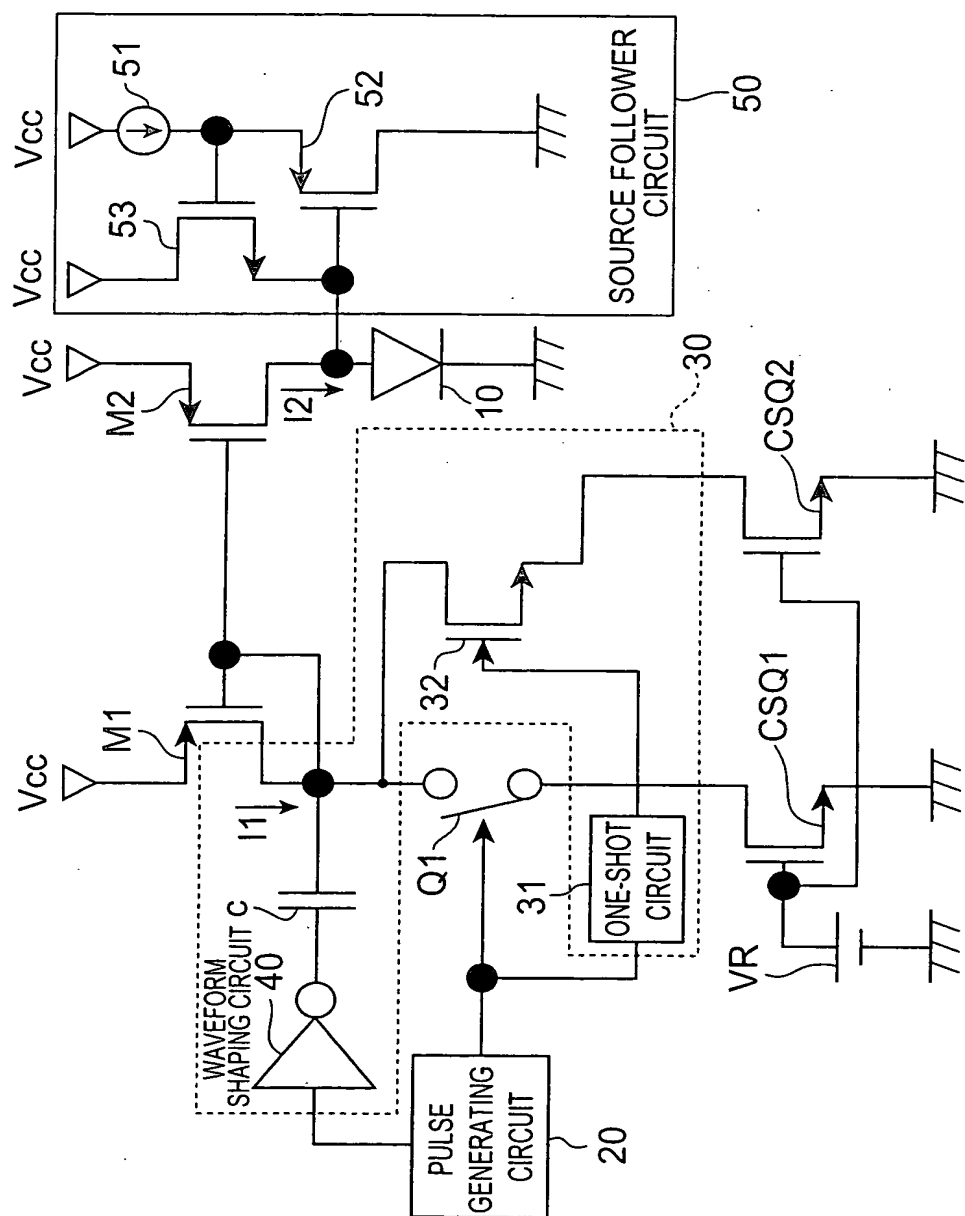 Vcc
Vcc
Vcc
Vcc
51
52
53
50
SOURCE FOLLOWER
CIRCUIT
M1
M2
I1
I2
10
30
WAVEFORM
SHAPING CIRCUIT C
40
Q1
32
31
ONE-SHOT
CIRCUIT
PULSE
GENERATING
CIRCUIT
20
VR
CSQ1
CSQ2